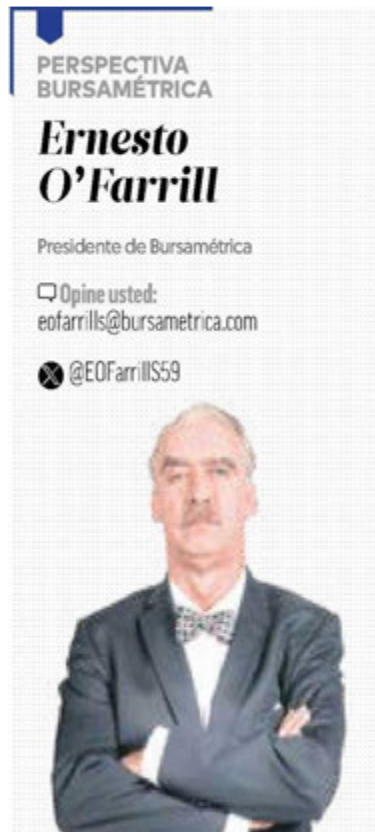 PERSPECTIVA
BURSAMÉTRICA
Ernesto
O’Farrill
Presidente de Bursamétrica
Opine usted:
eofarrills@bursametrica.com
@EOFarrillS59